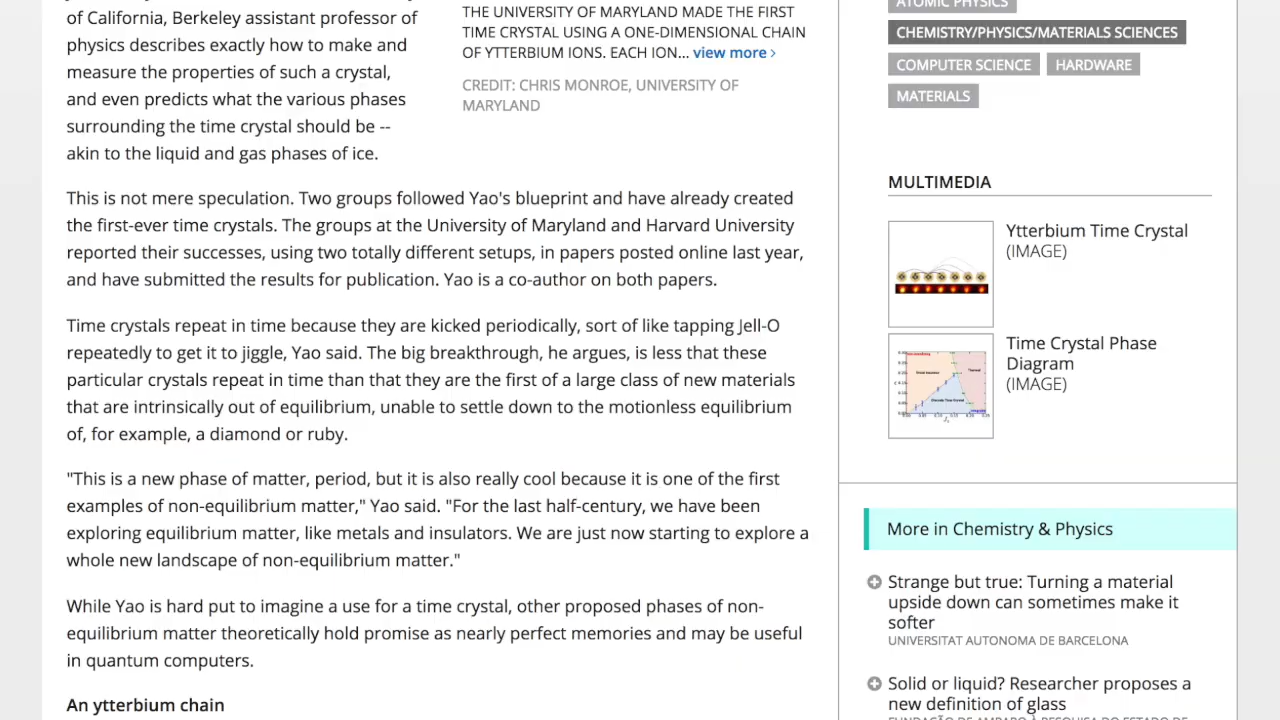 of California, Berkeley assistant professor of
physics describes exactly how to make and
measure the properties of such a crystal,
and even predicts what the various phases
surrounding the time crystal should be --
akin to the liquid and gas phases of ice.
THE UNIVERSITY OF MARYLAND MADE THE FIRST
TIME CRYSTAL USING A ONE-DIMENSIONAL CHAIN
OF YTTERBIUM IONS. EACH ION... view more ›
CREDIT: CHRIS MONROE, UNIVERSITY OF
MARYLAND
This is not mere speculation. Two groups followed Yao's blueprint and have already created
the first-ever time crystals. The groups at the University of Maryland and Harvard University
reported their successes, using two totally different setups, in papers posted online last year,
and have submitted the results for publication. Yao is a co-author on both papers.
Time crystals repeat in time because they are kicked periodically, sort of like tapping Jell-O
repeatedly to get it to jiggle, Yao said. The big breakthrough, he argues, is less that these
particular crystals repeat in time than that they are the first of a large class of new materials
that are intrinsically out of equilibrium, unable to settle down to the motionless equilibrium
of, for example, a diamond or ruby.
"This is a new phase of matter, period, but it is also really cool because it is one of the first
examples of non-equilibrium matter," Yao said. "For the last half-century, we have been
exploring equilibrium matter, like metals and insulators. We are just now starting to explore a
whole new landscape of non-equilibrium matter."
While Yao is hard put to imagine a use for a time crystal, other proposed phases of non-
equilibrium matter theoretically hold promise as nearly perfect memories and may be useful
in quantum computers.
An ytterbium chain
ATOMIC PHYSICS
CHEMISTRY/PHYSICS/MATERIALS SCIENCES
COMPUTER SCIENCE HARDWARE
MATERIALS
MULTIMEDIA
Ytterbium Time Crystal
(IMAGE)
Time Crystal Phase
Diagram
(IMAGE)
More in Chemistry & Physics
Strange but true: Turning a material
upside down can sometimes make it
softer
UNIVERSITAT AUTONOMA DE BARCELONA
Solid or liquid? Researcher proposes a
new definition of glass
FUNDAÇÃO DE AMPARO À PESQUISA DO ESTADO DE